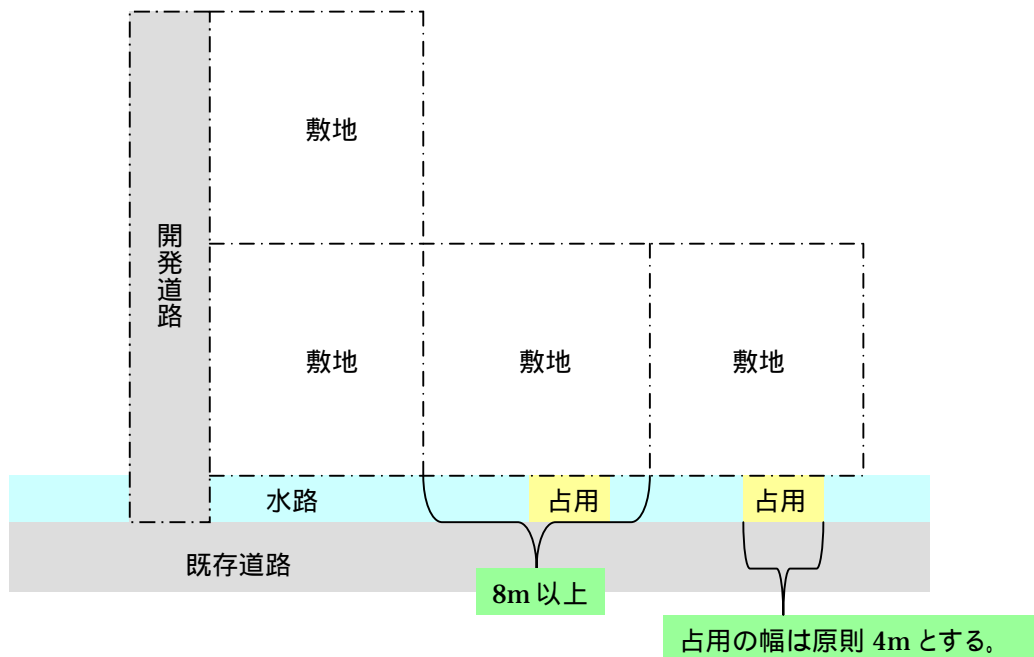 敷地
開発道路
敷地
敷地
敷地
水路
占用
占用
既存道路
8m 以上
占用の幅は原則 4m とする。